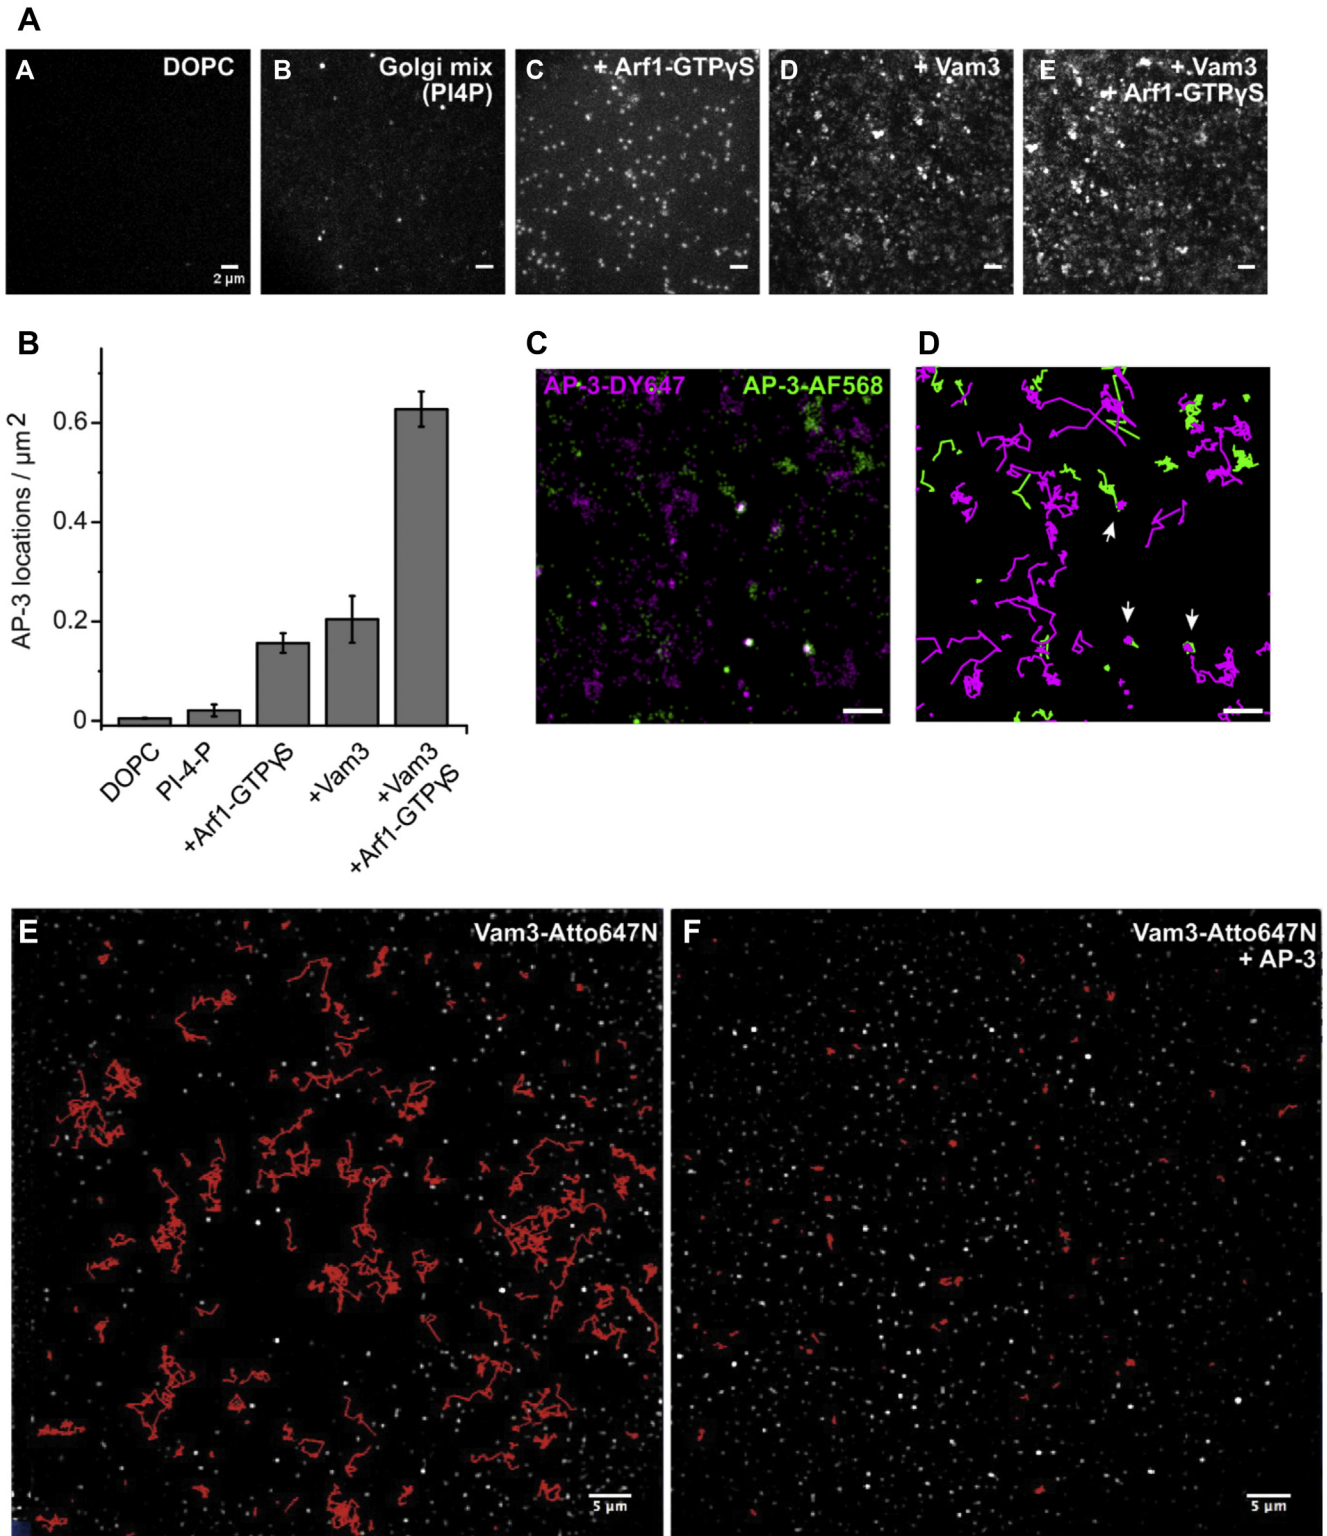 A
A
DOPC
2 μm
B
Golgi mix
(PI4P)
C
+ Arf1-GTPγS
D
+ Vam3
E
+ Vam3
+ Arf1-GTPγS
B
AP-3 locations / μm2
0.6
0.4
0.2
0
DOPC
PI-4-P
+Arf1-GTPγS
+Vam3
+Vam3
+Arf1-GTPγS
C
AP-3-DY647
AP-3-AF568
D
E
Vam3-Atto647N
5 μm
F
Vam3-Atto647N
+ AP-3
5 μm